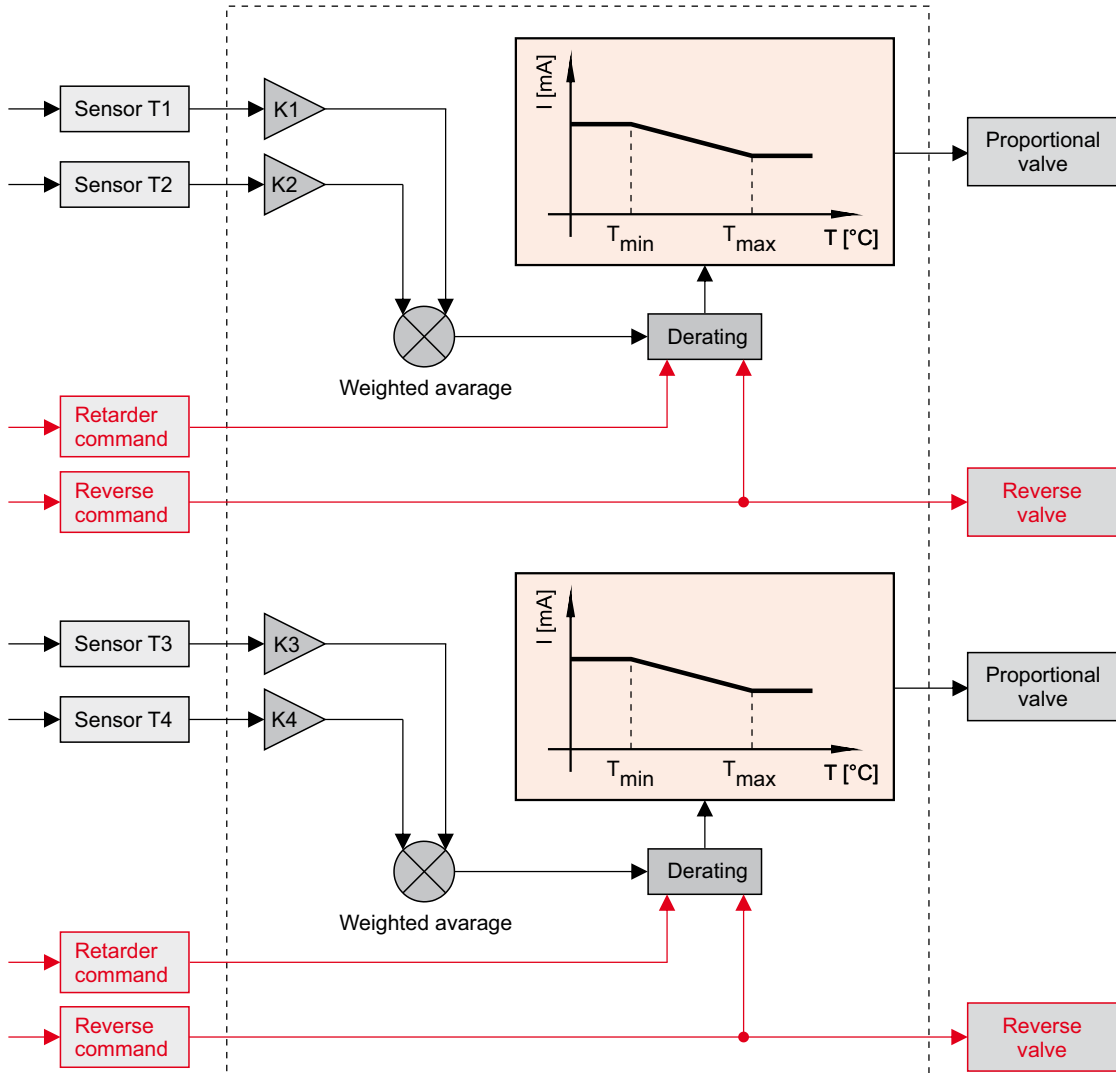 Sensor T1
K1
Sensor T2
K2
I [mA]
T min
T max
T [°C]
Proportional
valve
Derating
Weighted avarage
Retarder
command
Reverse
command
Reverse
valve
Sensor T3
K3
Sensor T4
K4
I [mA]
T min
T max
T [°C]
Proportional
valve
Derating
Weighted avarage
Retarder
command
Reverse
command
Reverse
valve